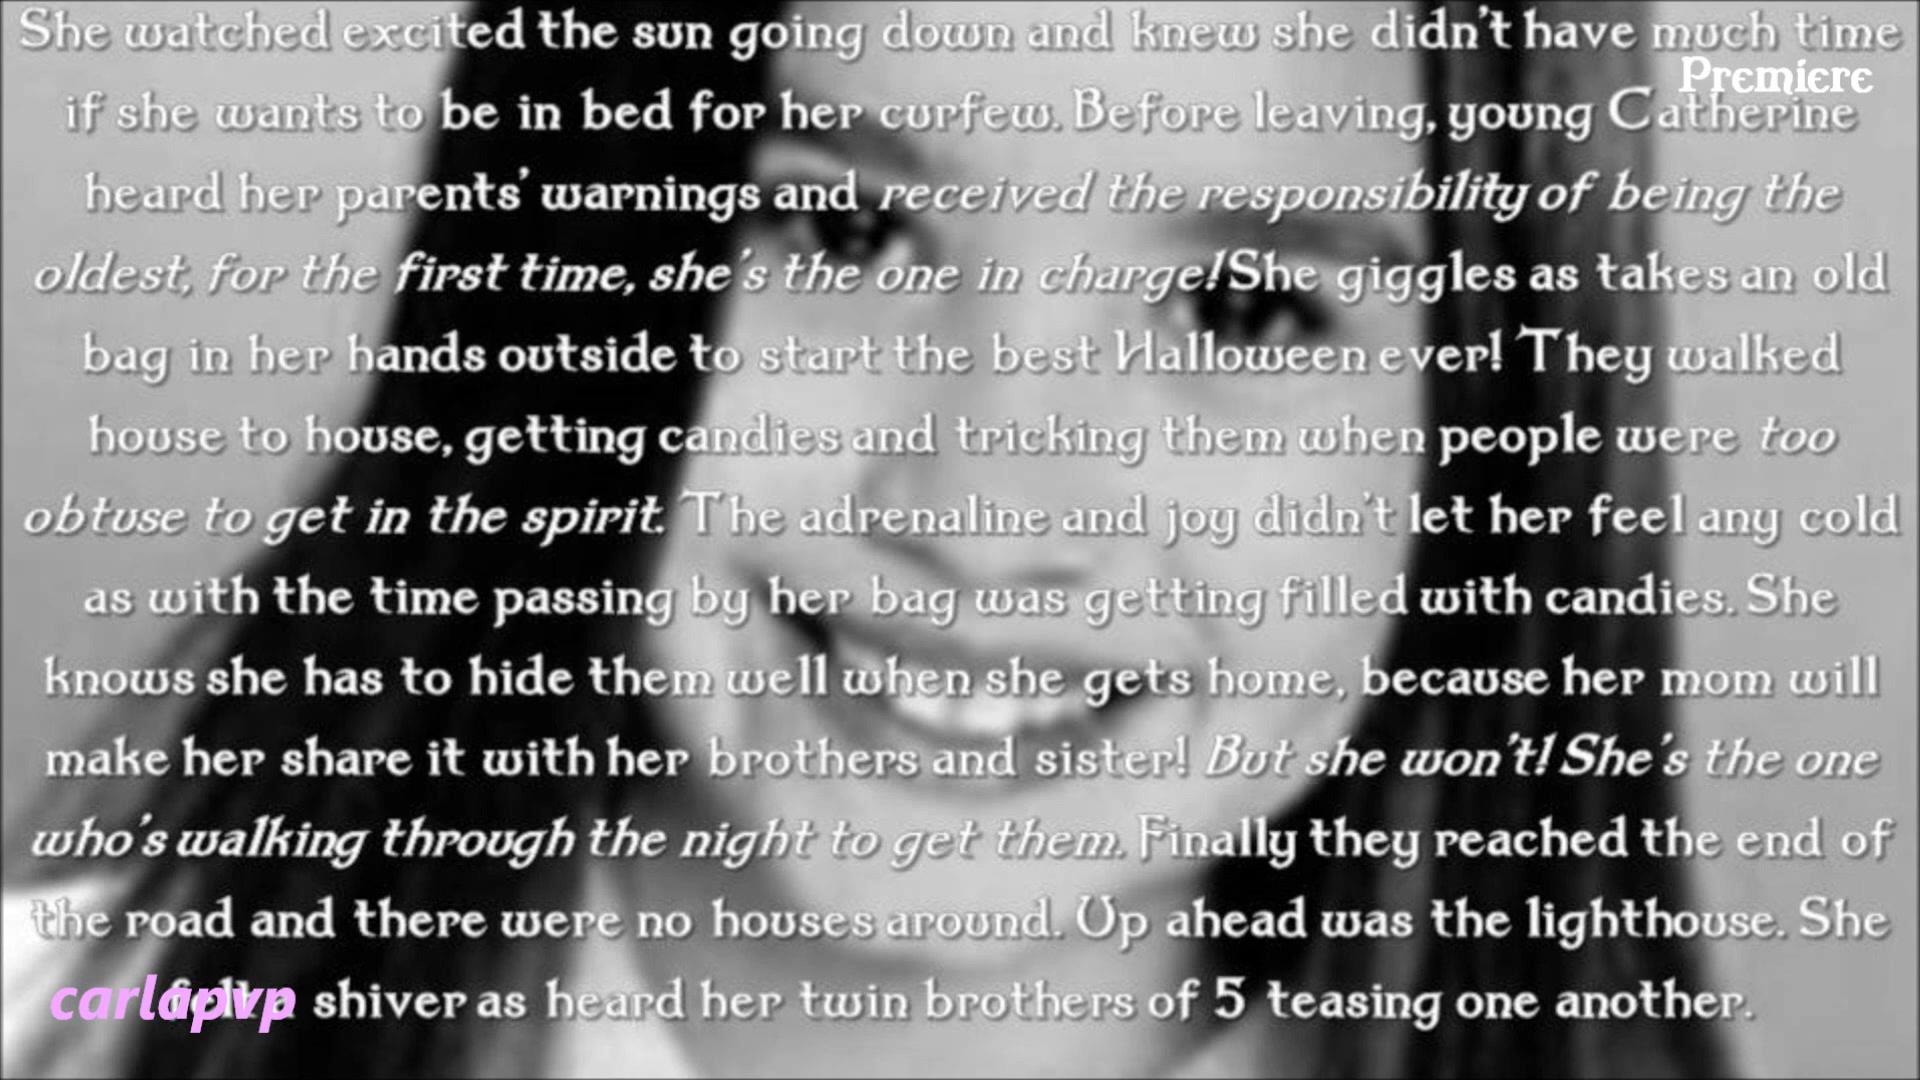 She watched excited the sun going down and knew she didn't have much time
Premiere
if she wants to be in bed for her curfew. Before leaving, young Catherine
heard her parents' warnings and received the responsibility of being the
oldest, for the first time, she's the one in charge! She giggles as takes an old
bag in her hands outside to start the best Halloween ever! They walked
house to house, getting candies and tricking them when people were too
obtuse to get in the spirit. The adrenaline and joy didn't let her feel any cold
as with the time passing by her bag was getting filled with candies. She
knows she has to hide them well when she gets home, because her mom will
make her share it with her brothers and sister! But she won't! She's the one
who's walking through the night to get them. Finally they reached the end of
the road and there were no houses around. Up ahead was the lighthouse. She
felt a shiver as heard her twin brothers of 5 teasing one another.
carlapvp